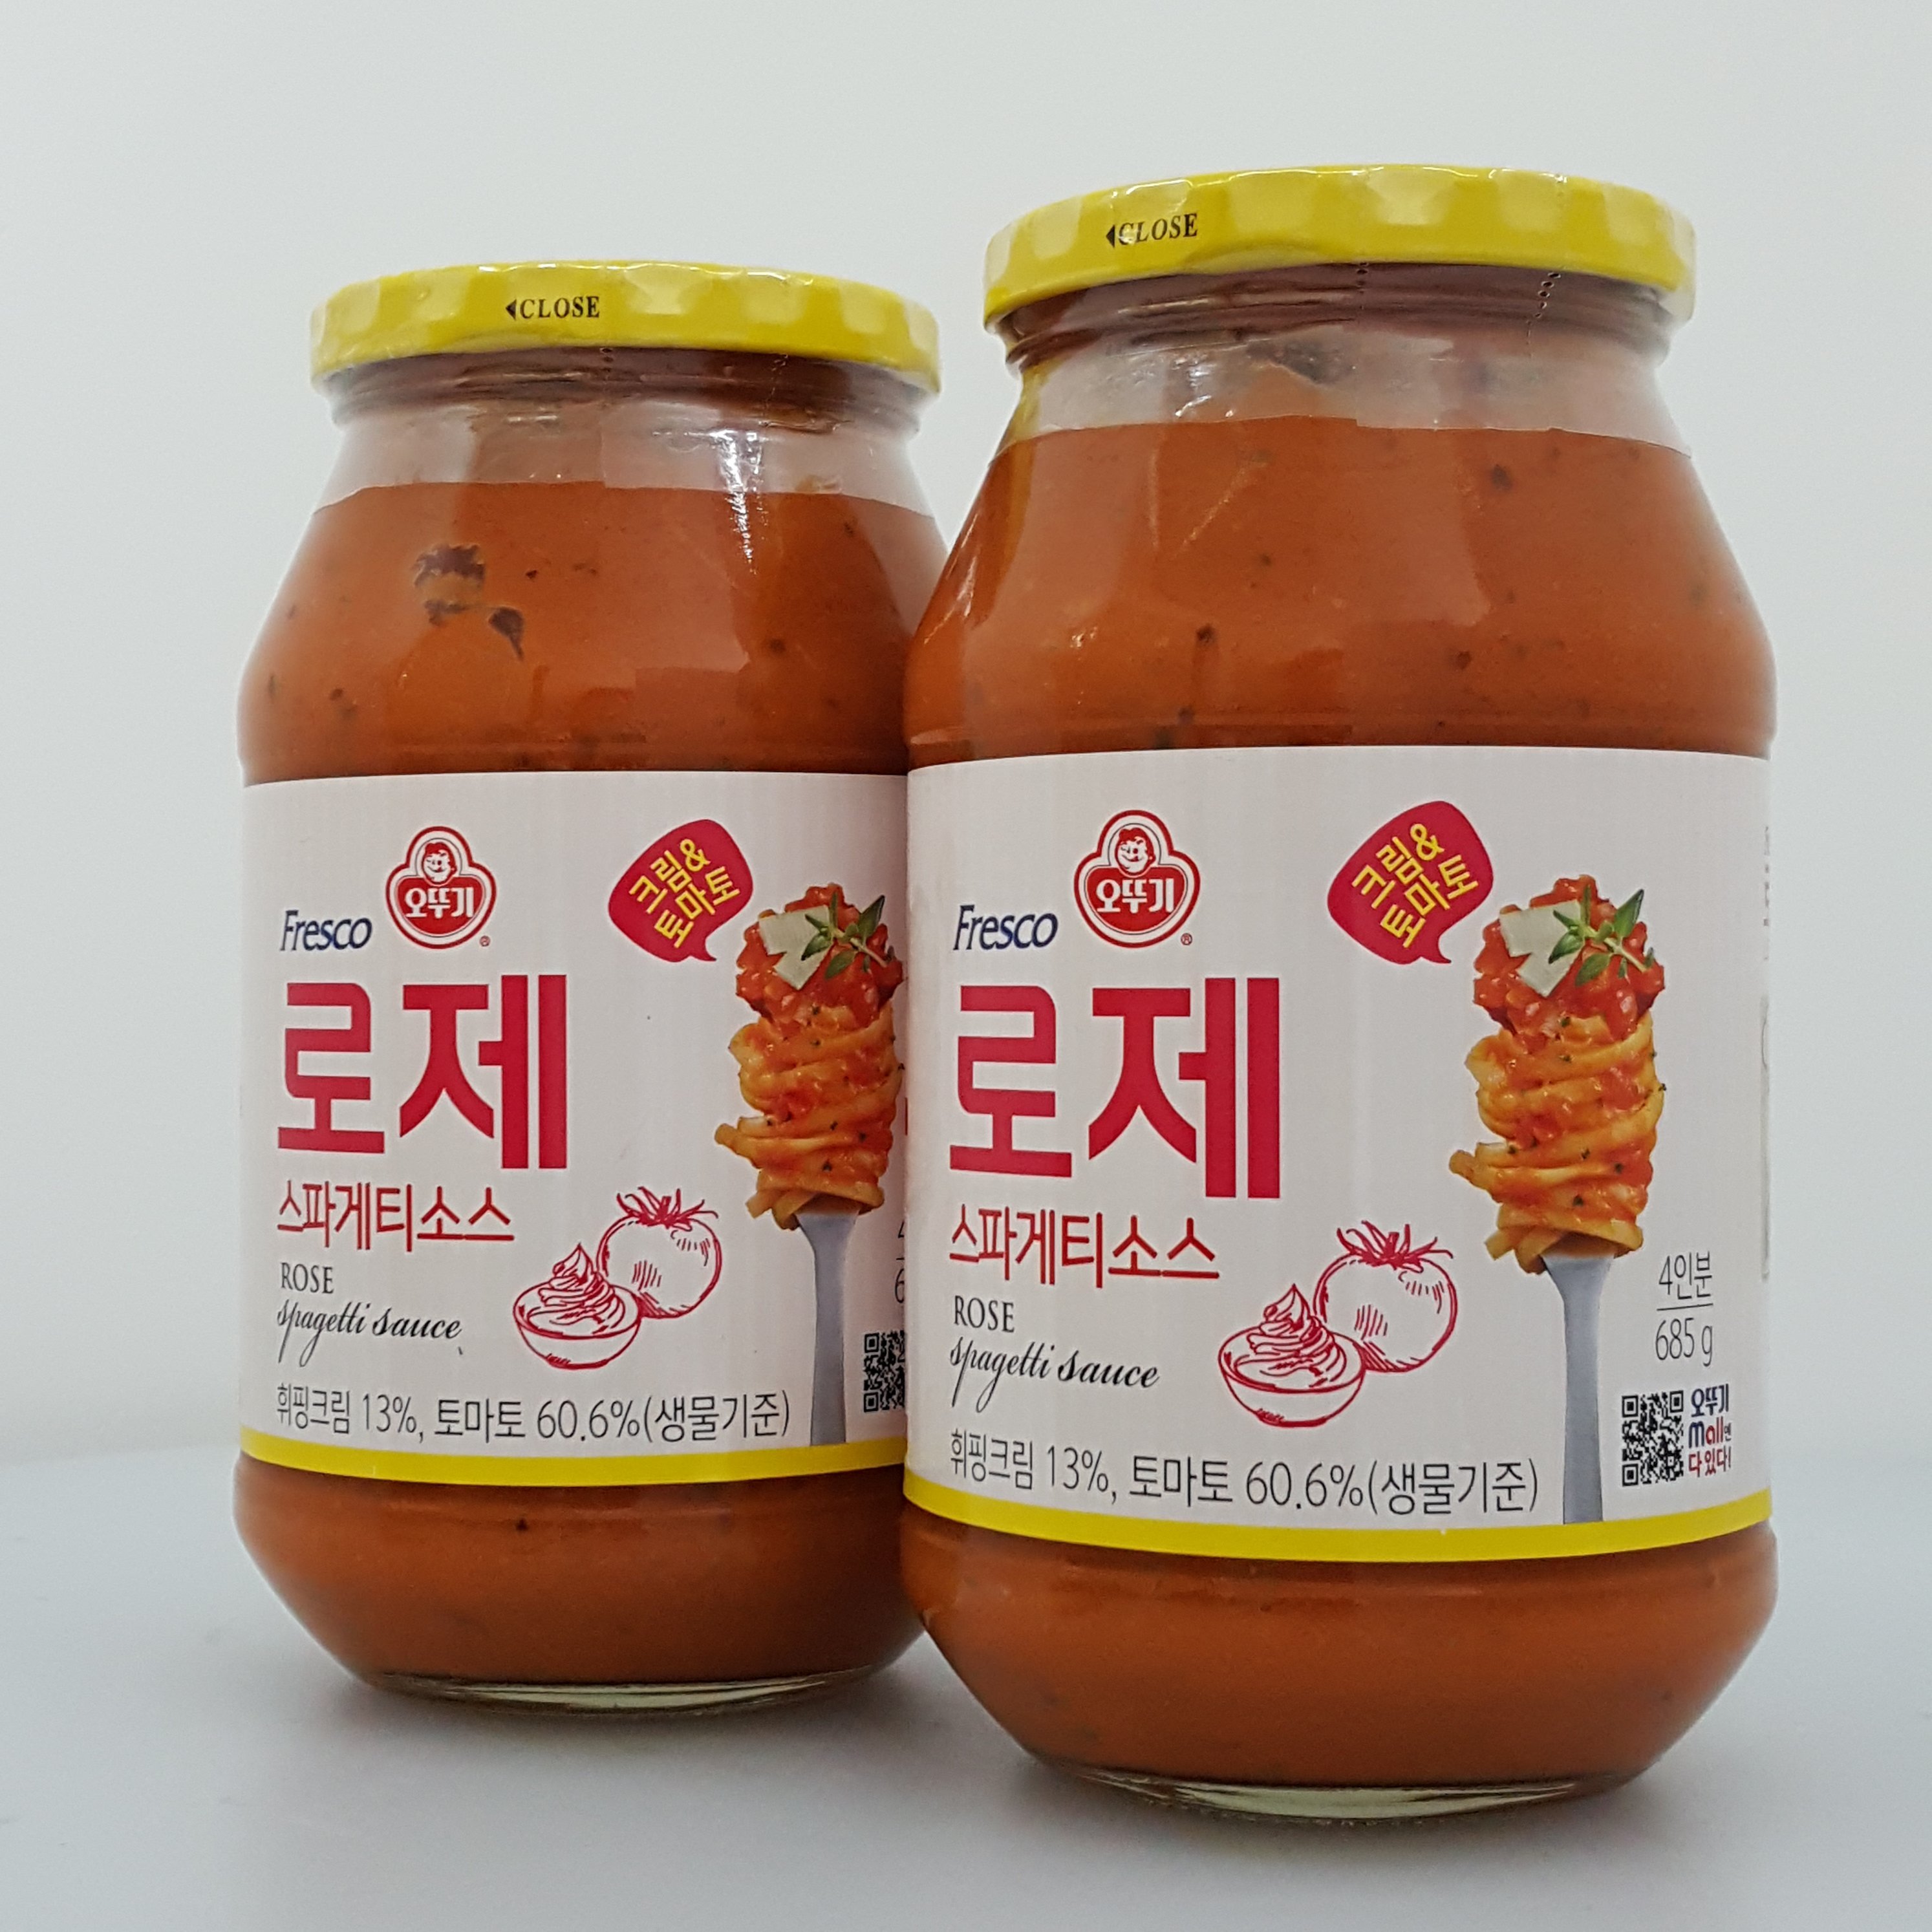 CLOSE
Fresco
오뚜기
크림&
토마토
로제
스파게티소스
ROSE
spagetti sauce
휘핑크림 13%, 토마토 60.6%(생물기준)
CLOSE
Fresco
오뚜기
크림&
토마토
로제
스파게티소스
ROSE
spagetti sauce
4인분
685 g
오뚜기
mall엔
다있다!
휘핑크림 13%, 토마토 60.6%(생물기준)